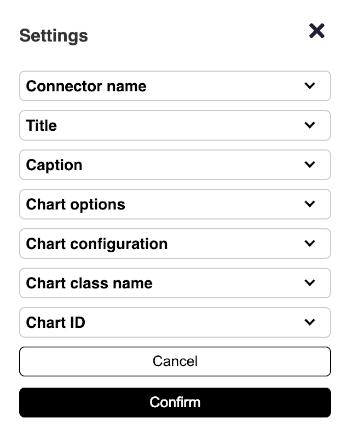 Settings
Connector name
Title
Caption
Chart options
Chart configuration
Chart class name
Chart ID
Cancel
Confirm